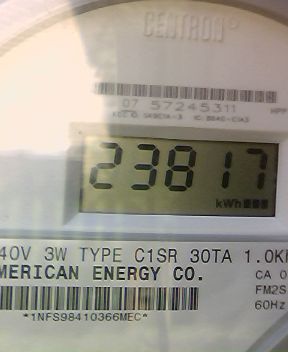 CENTRON®
07 57245311
23817
kWh
40V 3W TYPE C1SR 30TA 1.0K
MERICAN ENERGY CO.
CA 0
FM2S
60Hz
*1NFS98410366MEC*